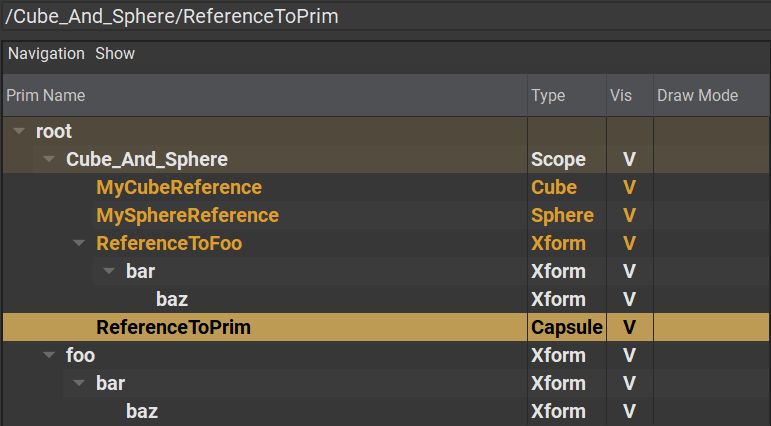 /Cube_And_Sphere/ReferenceToPrim
Navigation Show
Prim Name Type Vis Draw Mode
root
Cube_And_Sphere Scope V
MyCubeReference Cube V
MySphereReference Sphere V
ReferenceToFoo Xform V
bar Xform V
baz Xform V
ReferenceToPrim Capsule V
foo Xform V
bar Xform V
baz Xform V